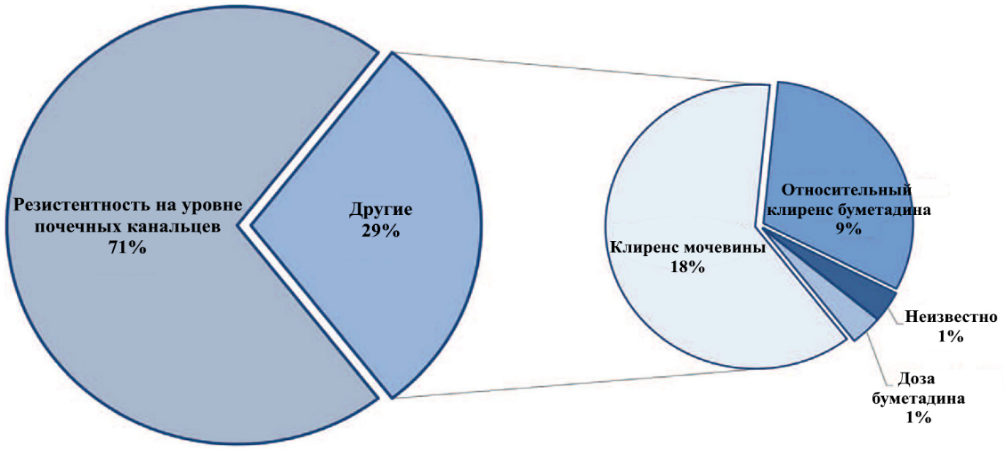 Резистентность на уровне
почечных канальцев
71%
Другие
29%
Клиренс мочевины
18%
Относительный
клиренс буметадина
9%
Неизвестно
1%
Доза
буметадина
1%